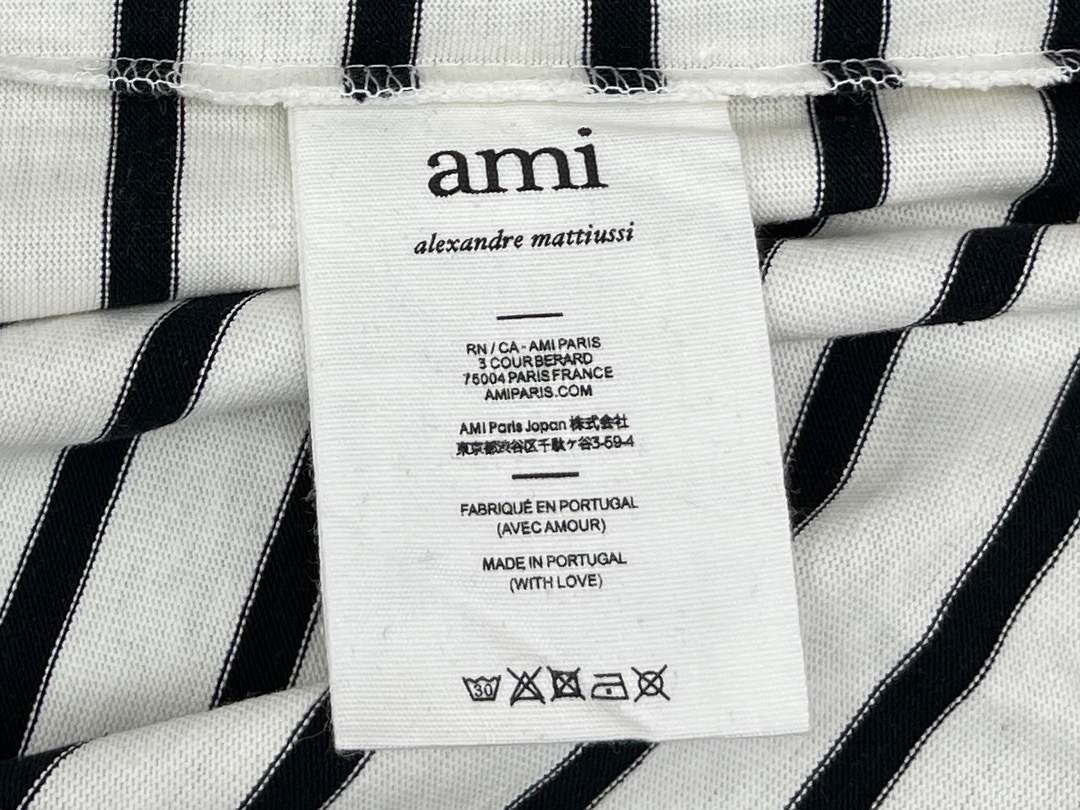 ami
alexandre mattiussi
RN / CA - AMI PARIS
3 COUR BERARD
75004 PARIS FRANCE
AMIPARIS.COM
AMI Paris Japan 株式会社
東京都渋谷区千駄ヶ谷3-59-4
FABRIQUÉ EN PORTUGAL
(AVEC AMOUR)
MADE IN PORTUGAL
(WITH LOVE)
30